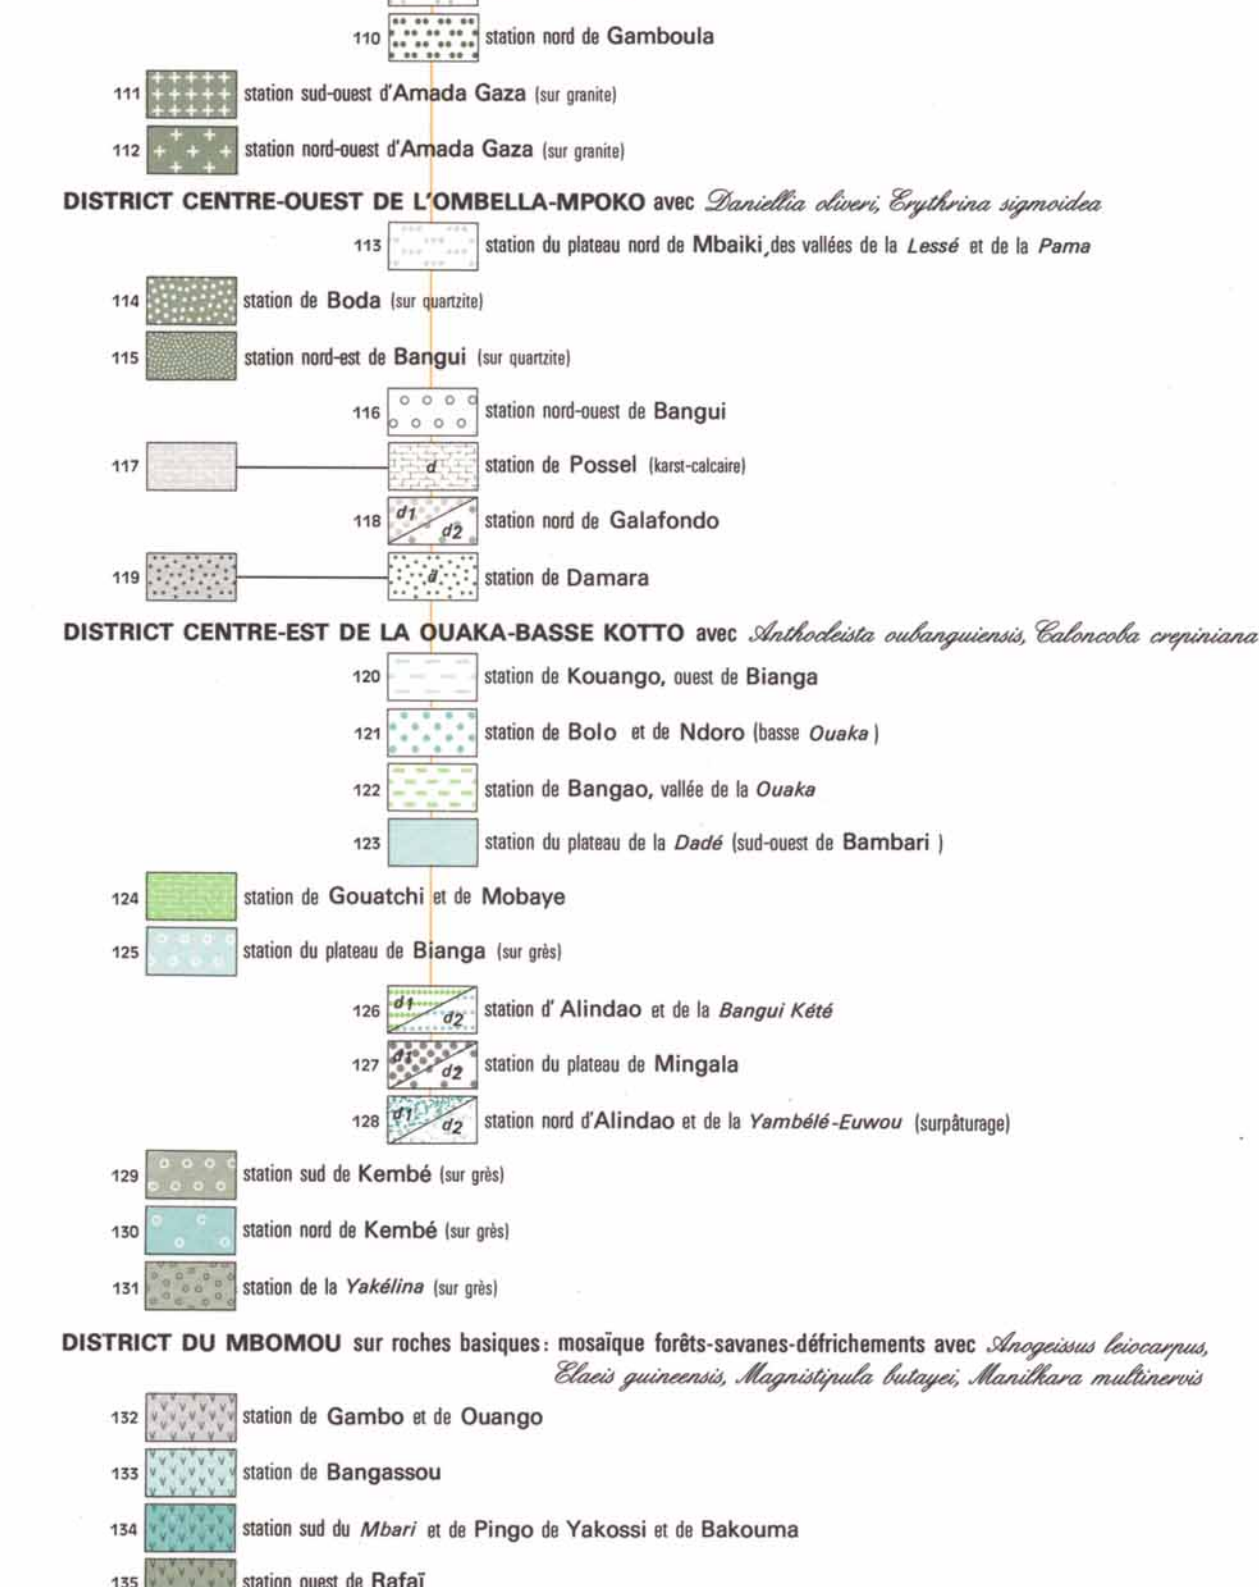 110 station nord de Gamboula
111 station sud-ouest d'Amada Gaza (sur granite)
112 station nord-ouest d'Amada Gaza (sur granite)
DISTRICT CENTRE-OUEST DE L'OMBELLA-MPOKO avec Daniellia oliveri, Erythrina sigmoidea
113 station du plateau nord de Mbaiki, des vallées de la Lessé et de la Pama
114 station de Boda (sur quartzite)
115 station nord-est de Bangui (sur quartzite)
116 station nord-ouest de Bangui
117 d station de Possel (karst-calcaire)
118 d1 d2 station nord de Galafondo
119 d station de Damara
DISTRICT CENTRE-EST DE LA OUAKA-BASSE KOTTO avec Anthocleista oubanguiensis, Caloncoba crepiniana
120 station de Kouango, ouest de Bianga
121 station de Bolo et de Ndoro (basse Ouaka)
122 station de Bangao, vallée de la Ouaka
123 station du plateau de la Dadé (sud-ouest de Bambari )
124 station de Gouatchi et de Mobaye
125 station du plateau de Bianga (sur grès)
126 d1 d2 station d' Alindao et de la Bangui Kété
127 d1 d2 station du plateau de Mingala
128 d1 d2 station nord d'Alindao et de la Yambélé-Euwou (surpâturage)
129 station sud de Kembé (sur grès)
130 station nord de Kembé (sur grès)
131 station de la Yakélina (sur grès)
DISTRICT DU MBOMOU sur roches basiques: mosaïque forêts-savanes-défrichements avec Anogeissus leiocarpus,
Elaeis guineensis, Magnistipula butayei, Manilkara multinervis
132 station de Gambo et de Ouango
133 station de Bangassou
134 station sud du Mbari et de Pingo de Yakossi et de Bakouma
135 station ouest de Rafaï